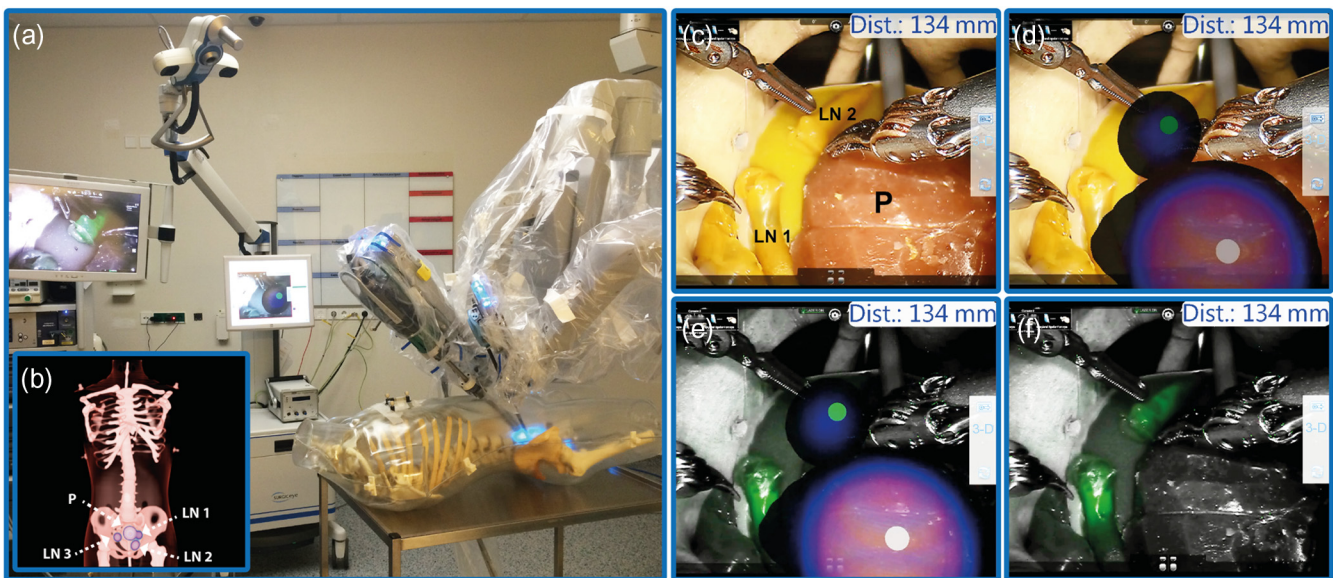 (a)
(b)
P
LN 1
LN 3
LN 2
(c)
Dist.: 134 mm
LN 2
P
LN 1
(d)
Dist.: 134 mm
(e)
Dist.: 134 mm
(f)
Dist.: 134 mm
3-D